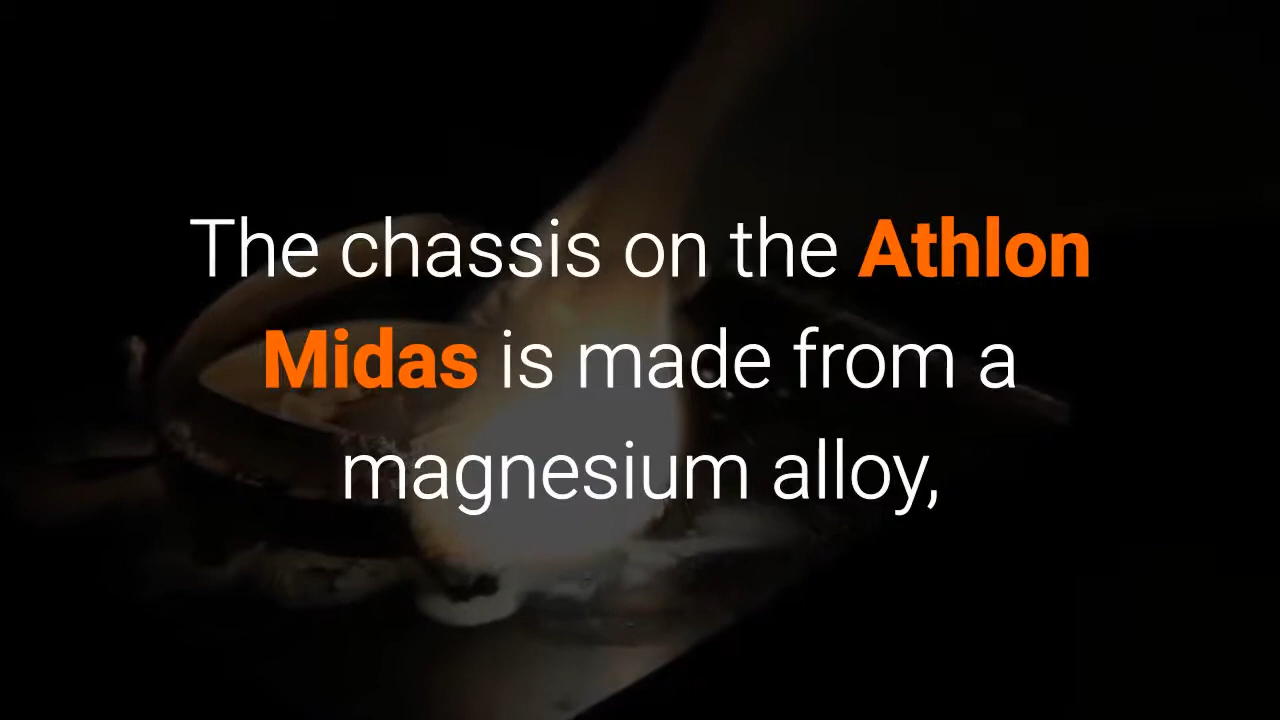 The chassis on the Athlon
Midas is made from a
magnesium alloy,